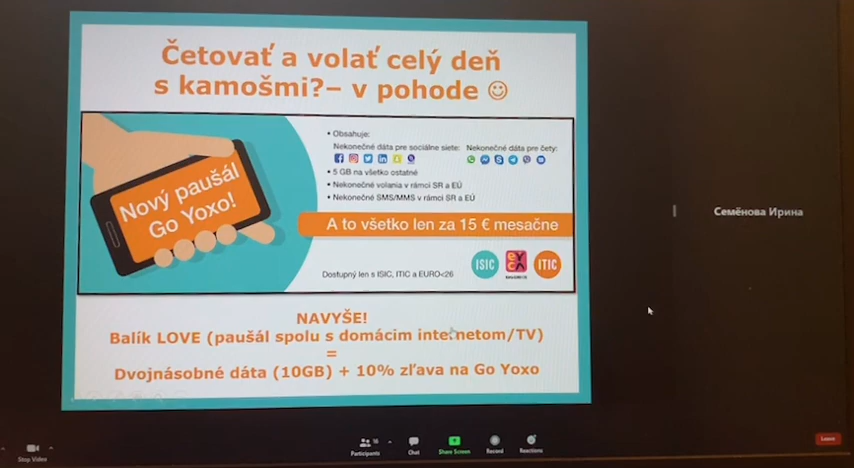 Četovať a volať celý deň
s kamošmi?– v pohode ☺
Nový paušál
Go Yoxo!
• Obsahuje:
Nekonečné dáta pre sociálne siete: Nekonečné dáta pre čety:
• 5 GB na všetko ostatné
• Nekonečné volania v rámci SR a EÚ
• Nekonečné SMS/MMS v rámci SR a EÚ
A to všetko len za 15 € mesačne
Dostupný len s ISIC, ITIC a EURO<26
ISIC
ITIC
NAVYŠE!
Balík LOVE (paušál spolu s domácim internetom/TV)
=
Dvojnásobné dáta (10GB) + 10% zľava na Go Yoxo
Семёнова Ирина
Stop Video
Participants 16
Chat
Share Screen
Record
Reactions
Leave